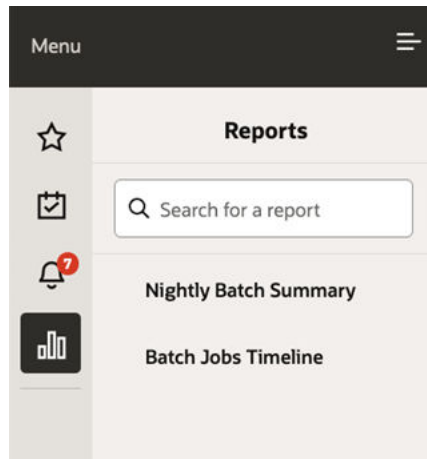 Menu
Reports
Search for a report
7
Nightly Batch Summary
Batch Jobs Timeline